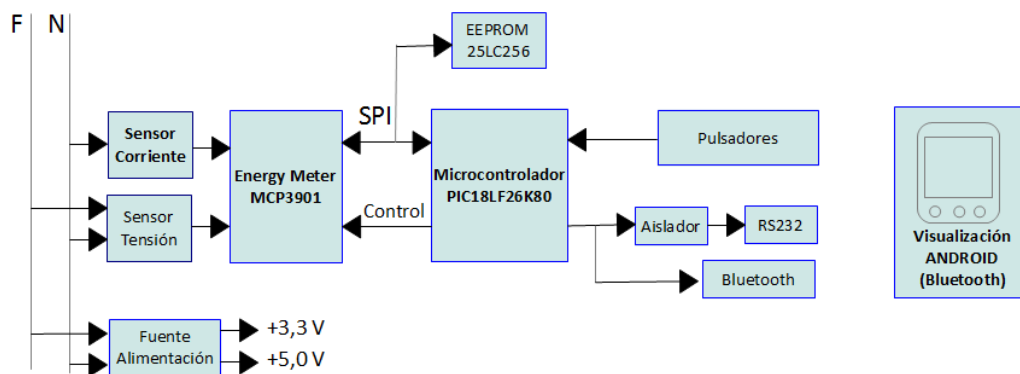 F N
EEPROM
25LC256
SPI
Sensor
Corriente
Energy Meter
MCP3901
Microcontrolador
PIC18LF26K80
Pulsadores
Control
Sensor
Tensión
Aislador
RS232
Bluetooth
Visualización
ANDROID
(Bluetooth)
Fuente
Alimentación
+3,3 V
+5,0 V